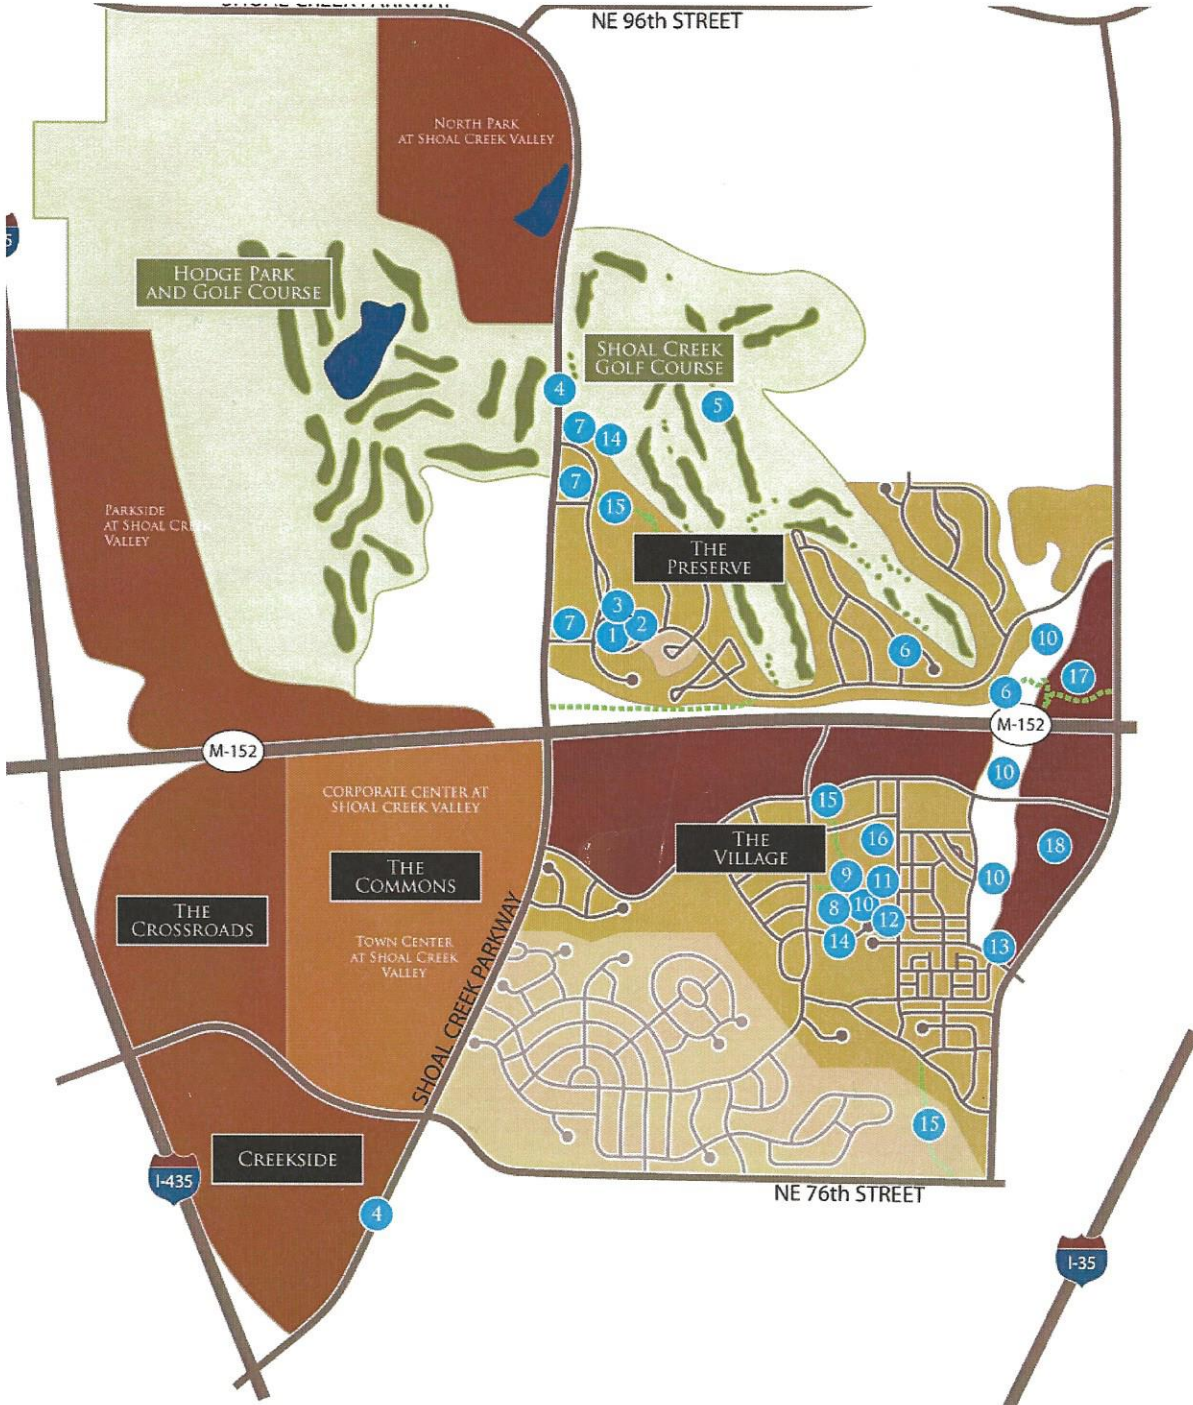 SHOAL CREEK PARKWAY
NE 96th STREET
NORTH PARK
AT SHOAL CREEK VALLEY
5
HODGE PARK
AND GOLF COURSE
SHOAL CREEK
GOLF COURSE
4
5
7
14
7
15
PARKSIDE
AT SHOAL CREEK
VALLEY
THE
PRESERVE
3
7
1
2
10
6
17
6
M-152
M-152
10
CORPORATE CENTER AT
SHOAL CREEK VALLEY
15
THE
VILLAGE
16
18
THE
COMMONS
9
11
10
8
10
12
THE
CROSSROADS
14
13
TOWN CENTER
AT SHOAL CREEK
VALLEY
SHOAL CREEK PARKWAY
15
CREEKSIDE
I-435
NE 76th STREET
4
I-35